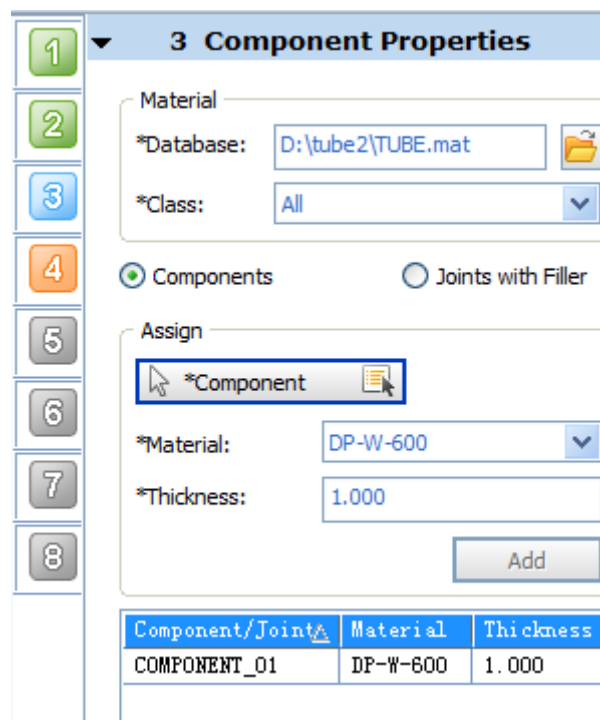 1
3 Component Properties
Material
2
*Database: D:\tube2\TUBE.mat
3
*Class: All
4
Components Joints with Filler
5
Assign
*Component
6
*Material: DP-W-600
7
*Thickness: 1.000
8
Add
Component/Joint Material Thickness
COMPONENT_01 DP-W-600 1.000